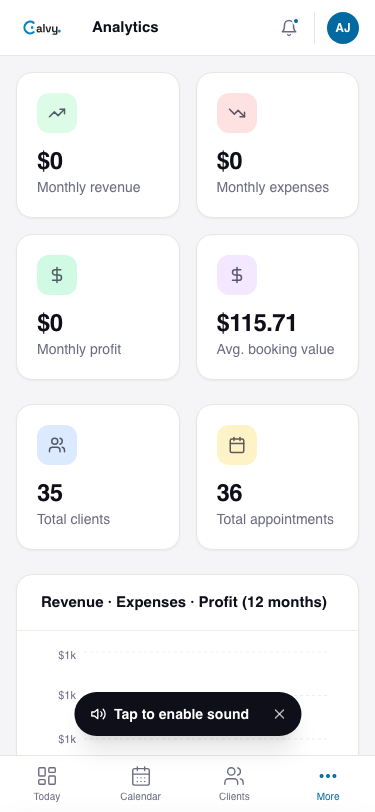 Calvy.
Analytics
AJ
$0
Monthly revenue
$0
Monthly expenses
$0
Monthly profit
$115.71
Avg. booking value
35
Total clients
36
Total appointments
Revenue · Expenses · Profit (12 months)
$1k
$1k
$1k
Tap to enable sound
Today
Calendar
Clients
More